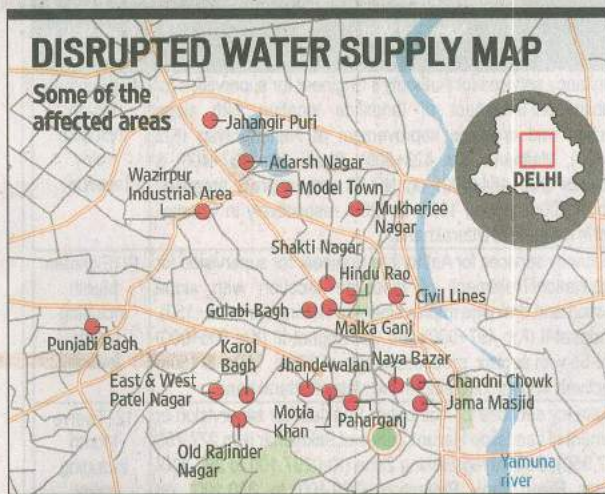 DISRUPTED WATER SUPPLY MAP
Some of the
affected areas
DELHI
Jahangir Puri
Adarsh Nagar
Wazirpur
Industrial Area
Model Town
Mukherjee
Nagar
Shakti Nagar
Hindu Rao
Civil Lines
Gulabi Bagh
Malka Ganj
Punjabi Bagh
Karol
Bagh
Jhandewalan
Naya Bazar
East & West
Patel Nagar
Chandni Chowk
Motia
Khan
Paharganj
Jama Masjid
Old Rajinder
Nagar
Yamuna
river